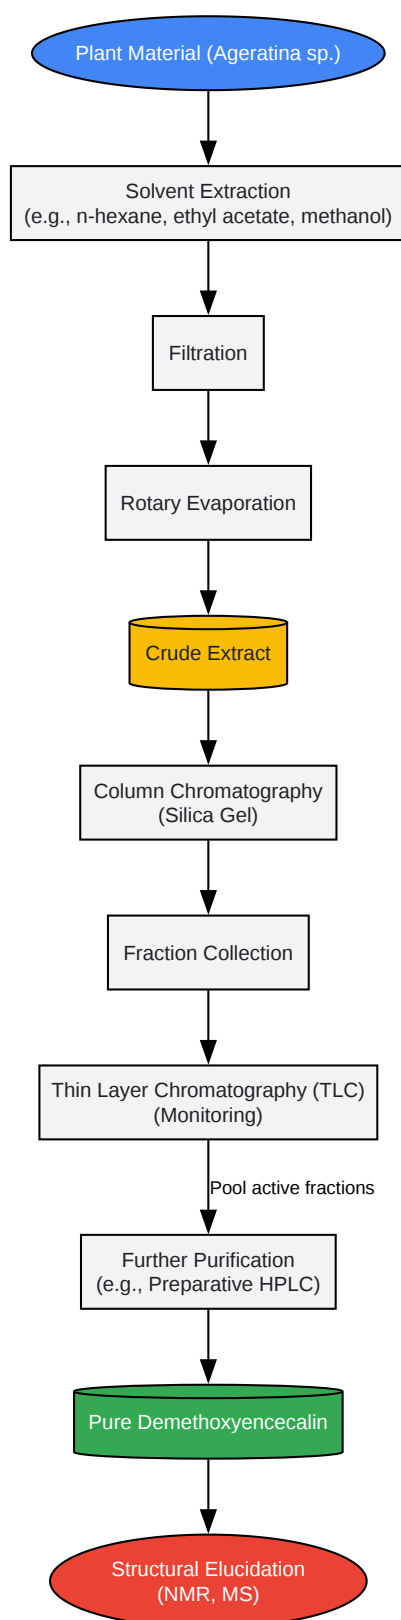 Plant Material (Ageratina sp.)
Solvent Extraction
(e.g., n-hexane, ethyl acetate, methanol)
Filtration
Rotary Evaporation
Crude Extract
Column Chromatography
(Silica Gel)
Fraction Collection
Thin Layer Chromatography (TLC)
(Monitoring)
Pool active fractions
Further Purification
(e.g., Preparative HPLC)
Pure Demethoxyencecalin
Structural Elucidation
(NMR, MS)